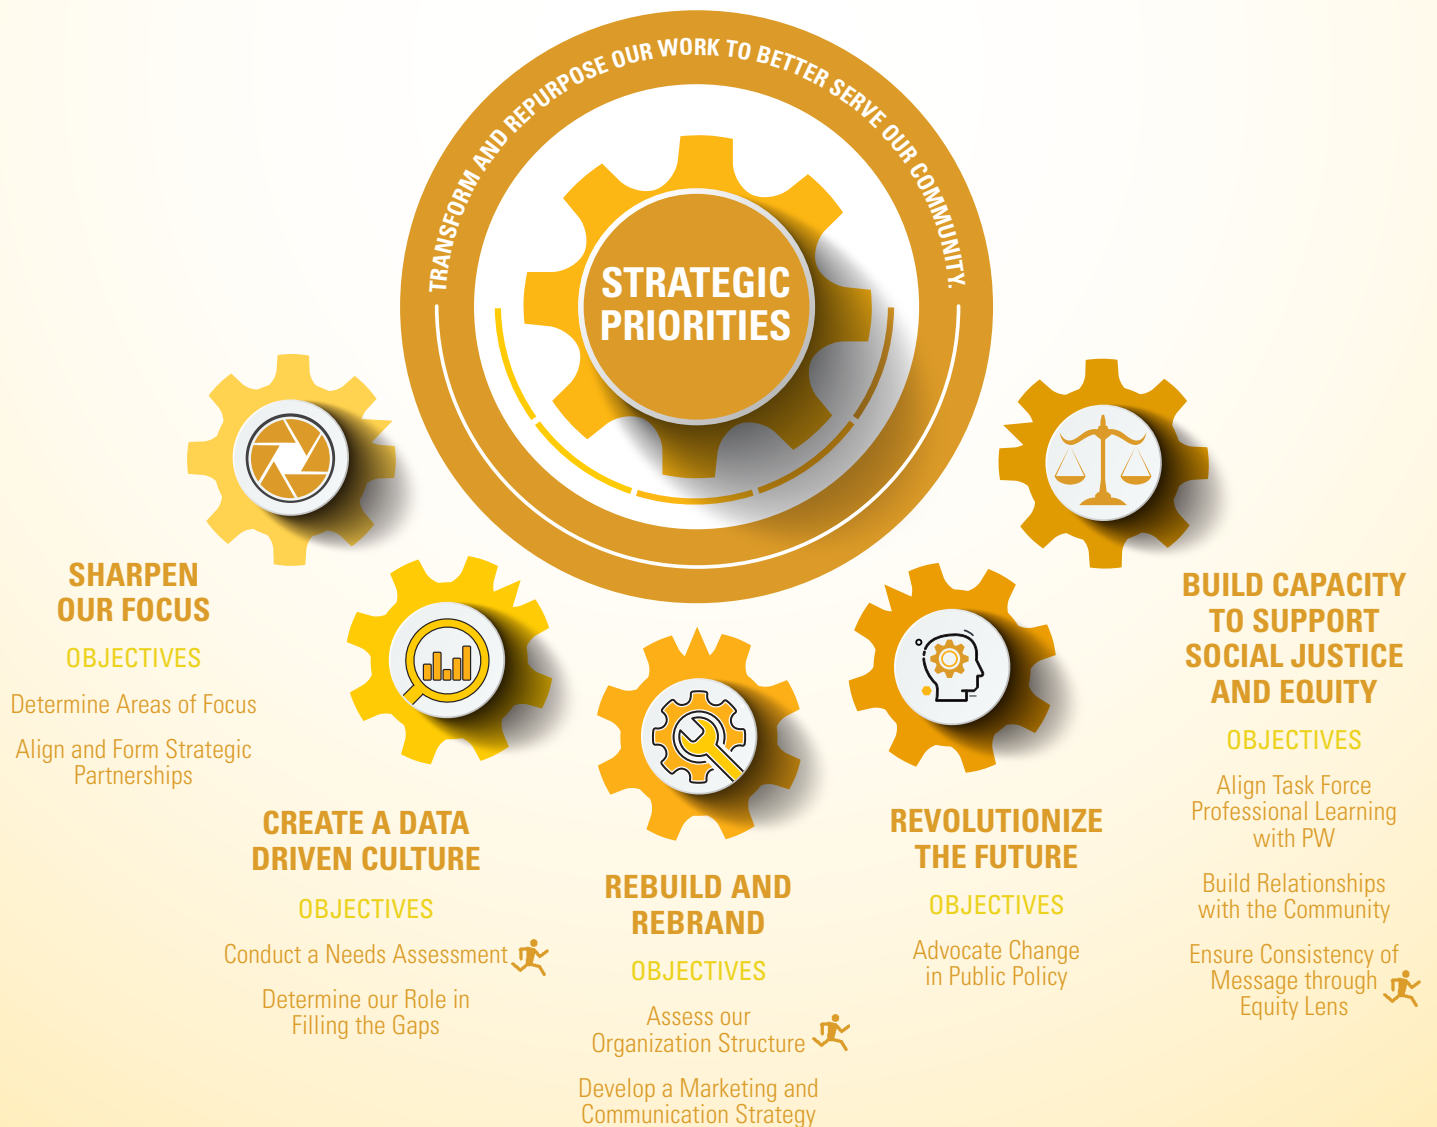 TRANSFORM AND REPURPOSE OUR WORK TO BETTER SERVE OUR COMMUNITY.
STRATEGIC
PRIORITIES
SHARPEN
OUR FOCUS
OBJECTIVES
Determine Areas of Focus
Align and Form Strategic
Partnerships
CREATE A DATA
DRIVEN CULTURE
OBJECTIVES
Conduct a Needs Assessment
Determine our Role in
Filling the Gaps
REBUILD AND
REBRAND
OBJECTIVES
Assess our
Organization Structure
Develop a Marketing and
Communication Strategy
REVOLUTIONIZE
THE FUTURE
OBJECTIVES
Advocate Change
in Public Policy
BUILD CAPACITY
TO SUPPORT
SOCIAL JUSTICE
AND EQUITY
OBJECTIVES
Align Task Force
Professional Learning
with PW
Build Relationships
with the Community
Ensure Consistency of
Message through
Equity Lens